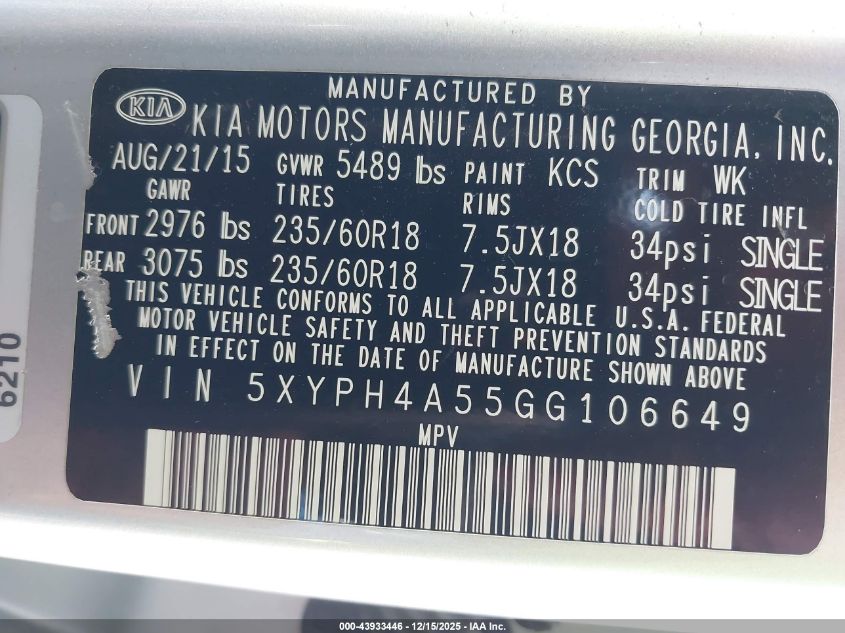 MANUFACTURED BY
KIA KIA MOTORS MANUFACTURING GEORGIA, INC.
AUG/21/15 GVWR 5489 lbs PAINT KCS TRIM WK
GAWR TIRES RIMS COLD TIRE INFL
FRONT 2976 lbs 235/60R18 7.5JX18 34psi SINGLE
REAR 3075 lbs 235/60R18 7.5JX18 34psi SINGLE
THIS VEHICLE CONFORMS TO ALL APPLICABLE U.S.A. FEDERAL
MOTOR VEHICLE SAFETY AND THEFT PREVENTION STANDARDS
IN EFFECT ON THE DATE OF MANUFACTURE SHOWN ABOVE
VIN 5XYPH4A55GG106649
MPV
6210
000-43933446 - 12/15/2025 - IAA Inc.